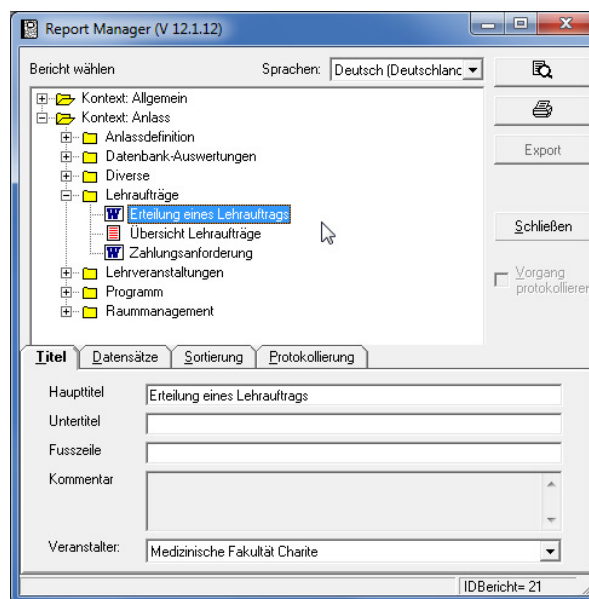 Report Manager (V 12.1.12)
Bericht wählen Sprachen: Deutsch (Deutschlanc
Kontext: Allgemein
Kontext: Anlass
Anlassdefinition
Datenbank-Auswertungen
Export
Diverse
Lehraufträge
W Erteilung eines Lehrauftrags
Schließen
Übersicht Lehraufträge
W Zahlungsanforderung
Lehrveranstaltungen
Vorgang
protokollierer
Programm
Raummanagement
Titel Datensätze Sortierung Protokollierung
Haupttitel Erteilung eines Lehrauftrags
Untertitel
Fusszeile
Kommentar
Veranstalter: Medizinische Fakultät Charite
IDBericht= 21